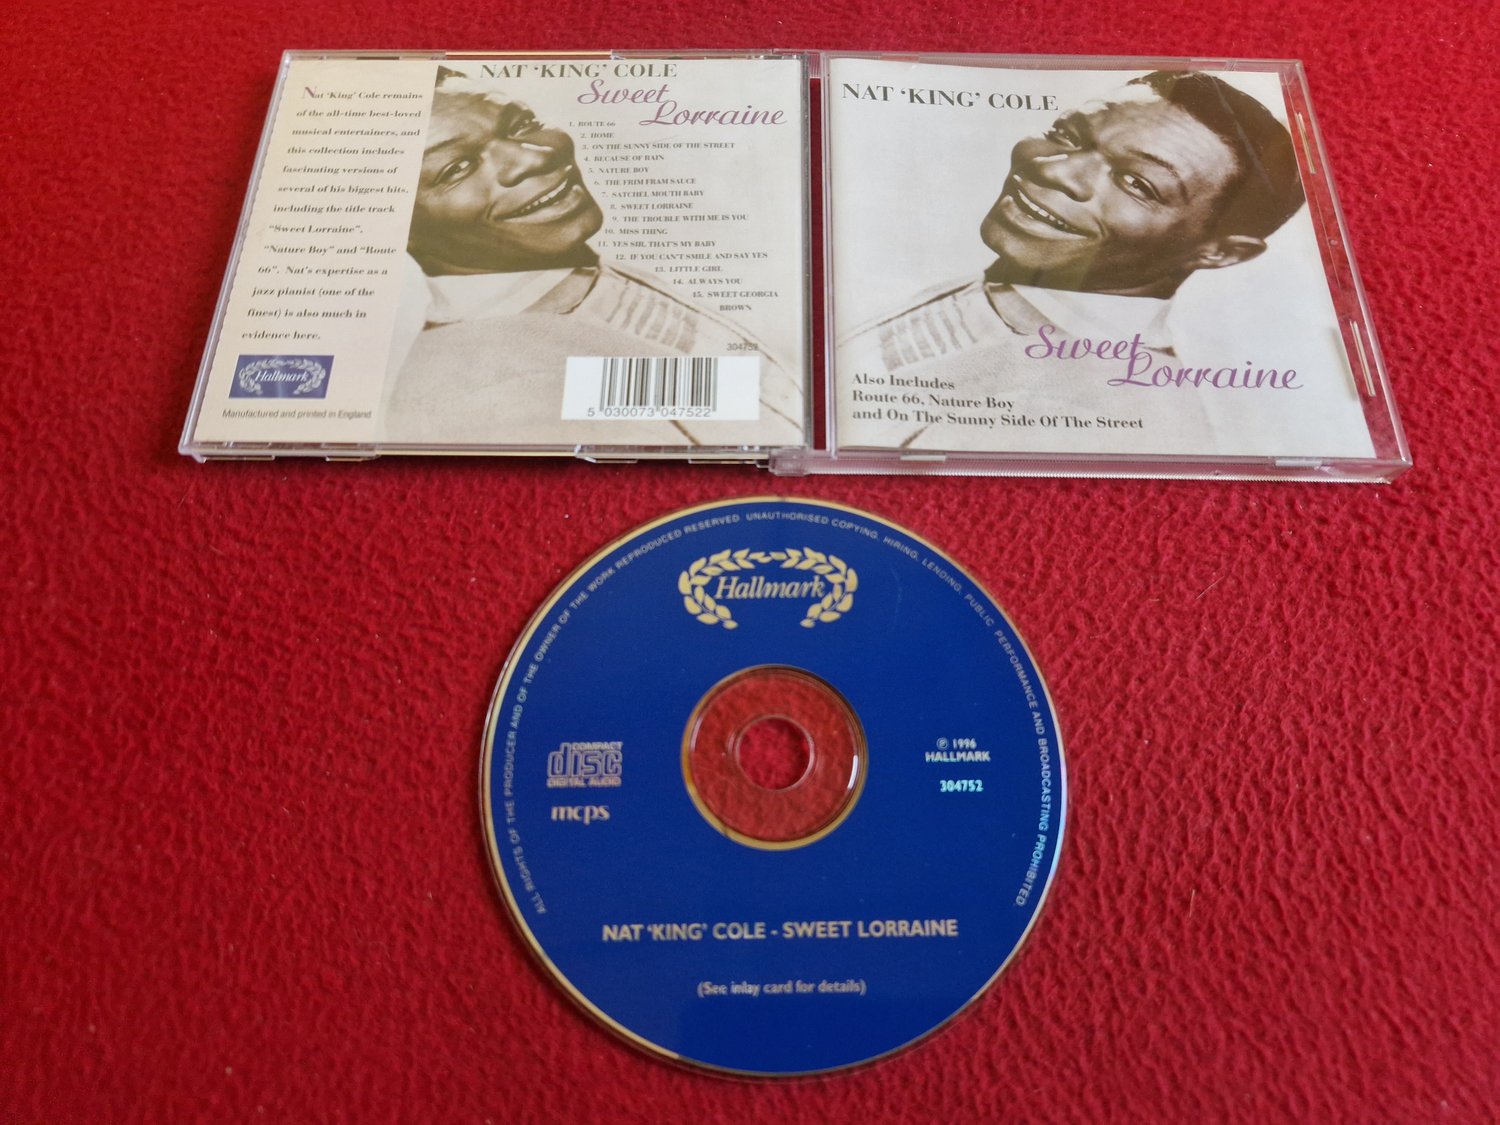 Nat 'King' Cole remains
of the all-time best-loved
musical entertainers, and
this collection includes
fascinating versions of
several of his biggest hits,
including the title track
"Sweet Lorraine",
"Nature Boy" and "Route
66". Nat's expertise as a
jazz pianist (one of the
finest) is also much in
evidence here.
Hallmark
Manufactured and printed in England
NAT 'KING' COLE
Sweet
Lorraine
1. ROUTE 66
2. HOME
3. ON THE SUNNY SIDE OF THE STREET
4. BECAUSE OF RAIN
5. NATURE BOY
6. THE FRIM FRAM SAUCE
7. SATCHEL MOUTH BABY
8. SWEET LORRAINE
9. THE TROUBLE WITH ME IS YOU
10. MISS THING
11. YES SIR, THAT'S MY BABY
12. IF YOU CAN'T SMILE AND SAY YES
13. LITTLE GIRL
14. ALWAYS YOU
15. SWEET GEORGIA
BROWN
304752
5 030073 047522
NAT 'KING' COLE
Sweet
Lorraine
Also Includes
Route 66, Nature Boy
and On The Sunny Side Of The Street
ALL RIGHTS OF THE PRODUCER AND OF THE OWNER OF THE WORK REPRODUCED RESERVED. UNAUTHORISED COPYING, HIRING, LENDING, PUBLIC PERFORMANCE AND BROADCASTING PROHIBITED.
Hallmark
COMPACT
disc
DIGITAL AUDIO
mcps
℗ 1996
HALLMARK
304752
NAT 'KING' COLE - SWEET LORRAINE
(See inlay card for details)